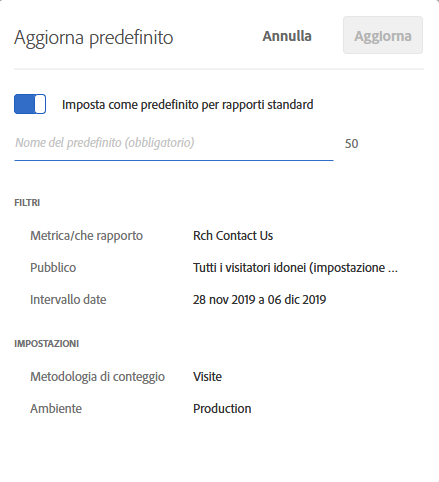 Aggiorna predefinito Annulla Aggiorna
Imposta come predefinito per rapporti standard
Nome del predefinito (obbligatorio) 50
FILTRI
Metrica/che rapporto Rch Contact Us
Pubblico Tutti i visitatori idonei (impostazione ...
Intervallo date 28 nov 2019 a 06 dic 2019
IMPOSTAZIONI
Metodologia di conteggio Visite
Ambiente Production